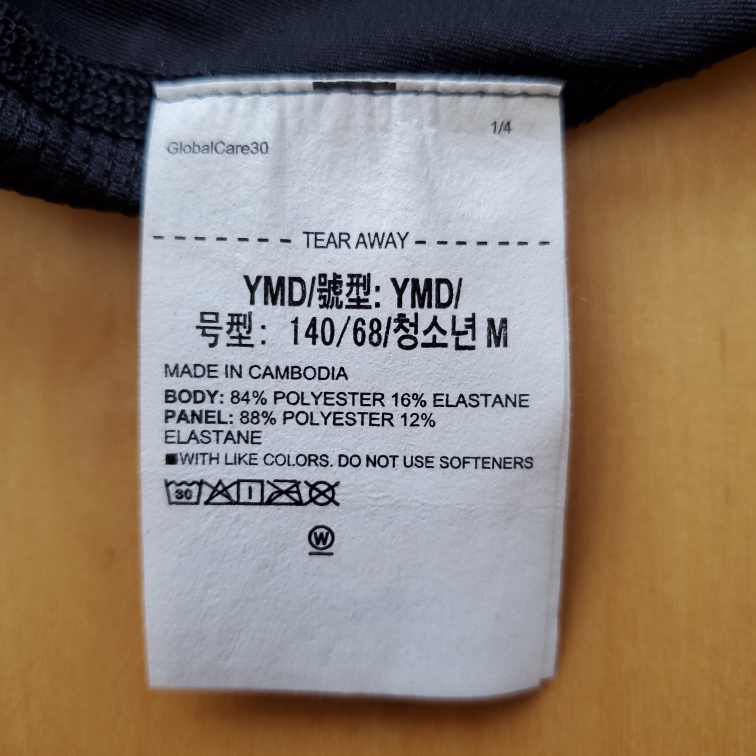 1/4
GlobalCare30
TEAR AWAY
YMD/號型: YMD/
号型: 140/68/청소년 M
MADE IN CAMBODIA
BODY: 84% POLYESTER 16% ELASTANE
PANEL: 88% POLYESTER 12%
ELASTANE
■WITH LIKE COLORS. DO NOT USE SOFTENERS
30
W